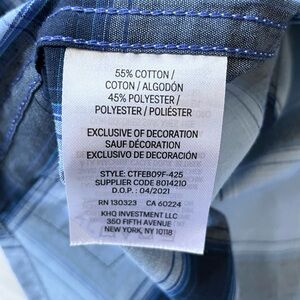 55% COTTON /
COTON / ALGODÓN
45% POLYESTER /
POLYESTER / POLIÉSTER
EXCLUSIVE OF DECORATION
SAUF DÉCORATION
EXCLUSIVO DE DECORACIÓN
STYLE: CTFEB09F-425
SUPPLIER CODE 8014210
D.O.P. : 04/2021
RN 130323 CA 60224
KHQ INVESTMENT LLC
350 FIFTH AVENUE
NEW YORK, NY 10118